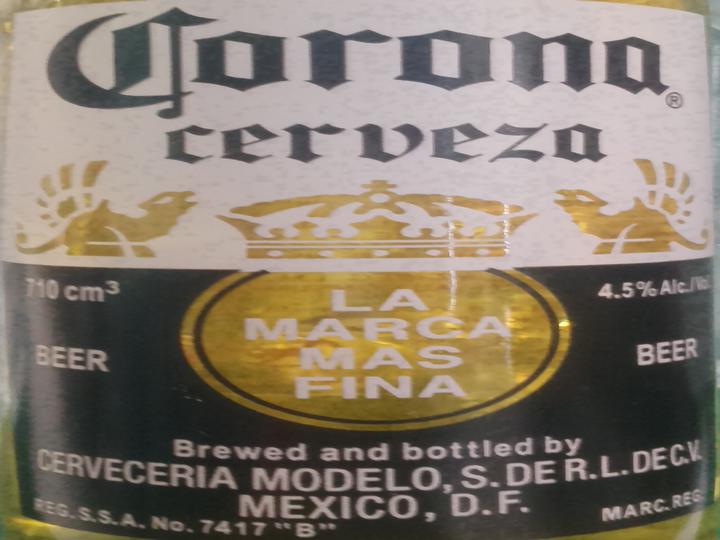 Corona®
cerveza
710 cm³
4.5% Alc./Vol.
LA
MARCA
MAS
FINA
BEER
BEER
Brewed and bottled by
CERVECERIA MODELO, S. DE R.L. DE C.V.
MEXICO, D.F.
REG. S.S.A. No. 7417 "B"
MARC. REG.